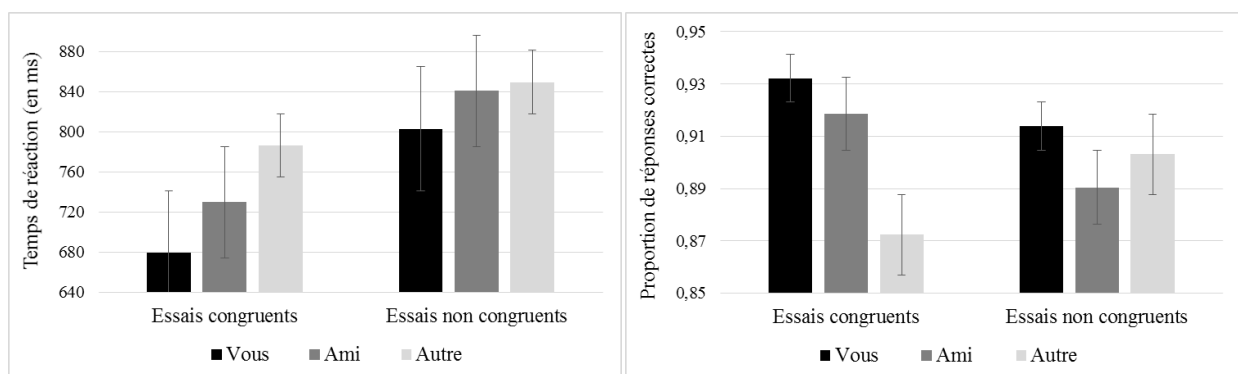 Temps de réaction (en ms)
880
840
800
760
720
680
640
Essais congruents
Essais non congruents
Vous
Ami
Autre
Proportion de réponses correctes
0,95
0,93
0,91
0,89
0,87
0,85
Essais congruents
Essais non congruents
Vous
Ami
Autre